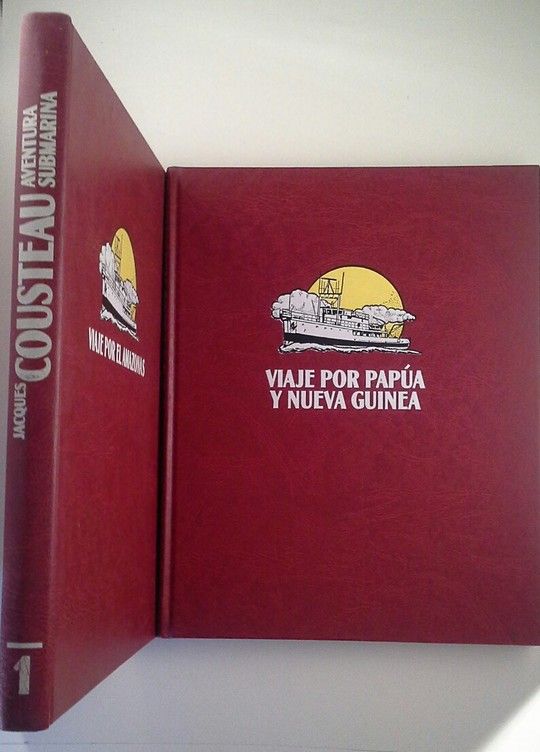 JACQUES
COUSTEAU
AVENTURA
SUBMARINA
1
VIAJE POR EL AMAZONAS
VIAJE POR PAPÚA
Y NUEVA GUINEA